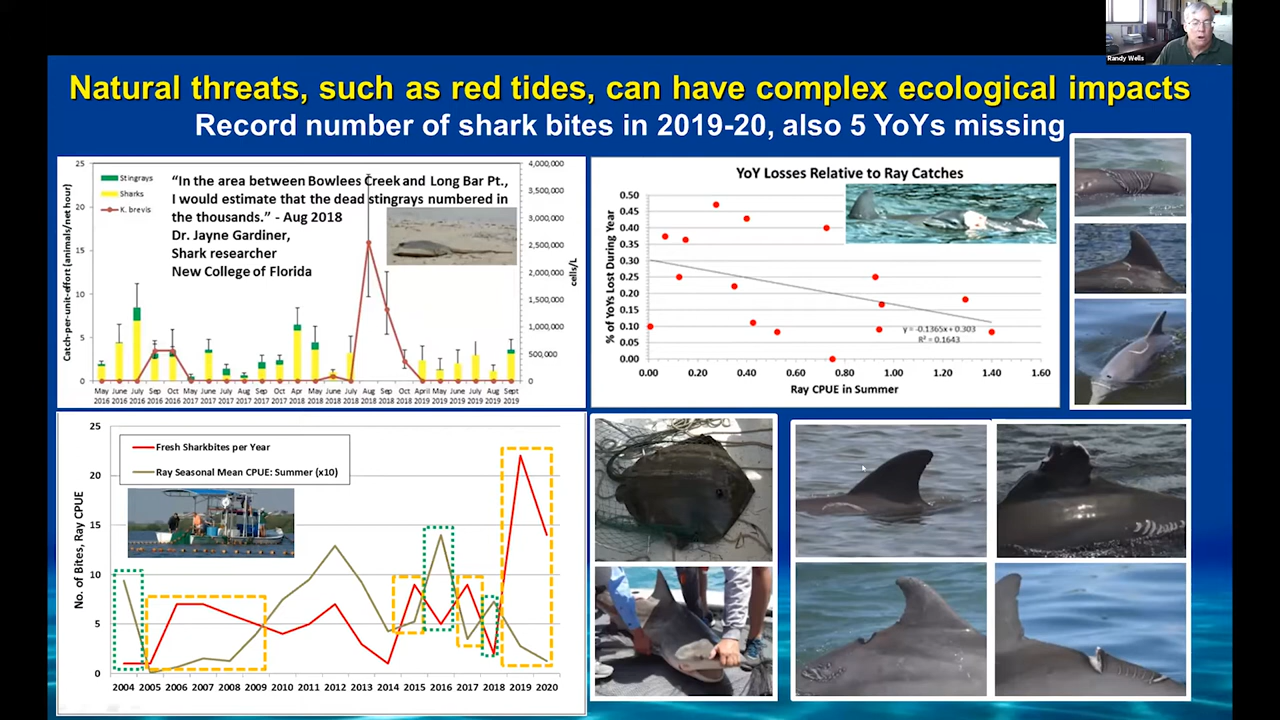 Randy Wells
Natural threats, such as red tides, can have complex ecological impacts
Record number of shark bites in 2019-20, also 5 YoYs missing
25
20
15
10
5
0
Catch-per-unit-effort (animals/net hour)
Stingrays
Sharks
K. brevis
“In the area between Bowlees Creek and Long Bar Pt.,
I would estimate that the dead stingrays numbered in
the thousands.” - Aug 2018
Dr. Jayne Gardiner,
Shark researcher
New College of Florida
4,000,000
3,500,000
3,000,000
2,500,000
2,000,000
1,500,000
1,000,000
500,000
0
cells/L
May June July Sep Oct May June July Aug Sep Oct Apr May June July Aug Sep Oct April May June July Aug Sept
2016 2016 2016 2016 2016 2017 2017 2017 2017 2017 2017 2018 2018 2018 2018 2018 2018 2018 2019 2019 2019 2019 2019 2019
YoY Losses Relative to Ray Catches
% of YoYs Lost During Year
0.50
0.45
0.40
0.35
0.30
0.25
0.20
0.15
0.10
0.05
0.00
y = -0.1365x + 0.303
R² = 0.1643
0.00 0.20 0.40 0.60 0.80 1.00 1.20 1.40 1.60
Ray CPUE in Summer
No. of Bites, Ray CPUE
25
20
15
10
5
0
Fresh Sharkbites per Year
Ray Seasonal Mean CPUE: Summer (x10)
2004 2005 2006 2007 2008 2009 2010 2011 2012 2013 2014 2015 2016 2017 2018 2019 2020